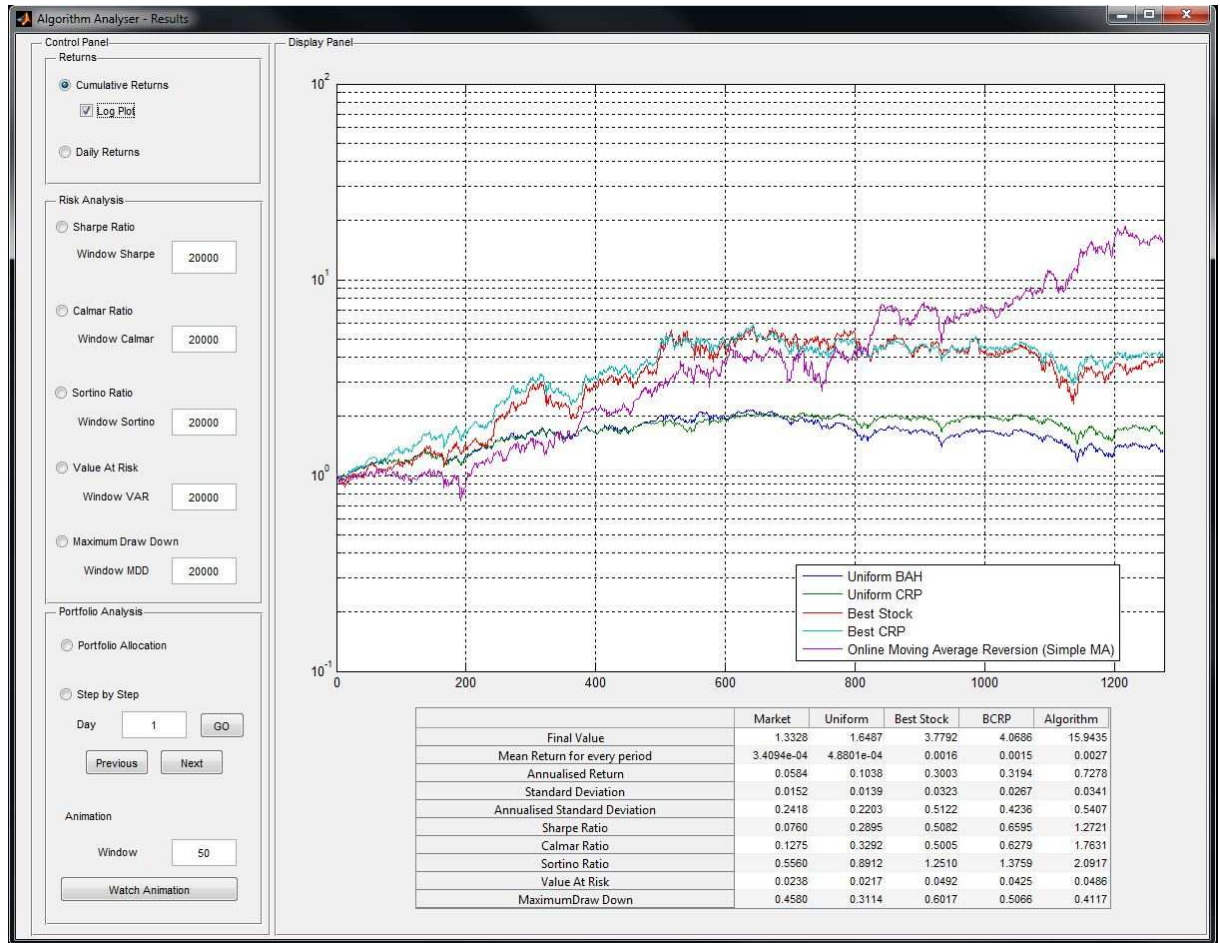 Algorithm Analyser - Results
Control Panel
Returns
Cumulative Returns
Log Plot
Daily Returns
Risk Analysis
Sharpe Ratio
Window Sharpe 20000
Calmar Ratio
Window Calmar 20000
Sortino Ratio
Window Sortino 20000
Value At Risk
Window VAR 20000
Maximum Draw Down
Window MDD 20000
Portfolio Analysis
Portfolio Allocation
Step by Step
Day 1 GO
Previous Next
Animation
Window 50
Watch Animation
Display Panel
10^2
10^1
10^0
10^-1
0 200 400 600 800 1000 1200
Uniform BAH
Uniform CRP
Best Stock
Best CRP
Online Moving Average Reversion (Simple MA)
Market Uniform Best Stock BCRP Algorithm
Final Value 1.3328 1.6487 3.7792 4.0686 15.9435
Mean Return for every period 3.4094e-04 4.8801e-04 0.0016 0.0015 0.0027
Annualised Return 0.0584 0.1038 0.3003 0.3194 0.7278
Standard Deviation 0.0152 0.0139 0.0323 0.0267 0.0341
Annualised Standard Deviation 0.2418 0.2203 0.5122 0.4236 0.5407
Sharpe Ratio 0.0760 0.2895 0.5082 0.6595 1.2721
Calmar Ratio 0.1275 0.3292 0.5005 0.6279 1.7631
Sortino Ratio 0.5560 0.8912 1.2510 1.3759 2.0917
Value At Risk 0.0238 0.0217 0.0492 0.0425 0.0486
MaximumDraw Down 0.4580 0.3114 0.6017 0.5066 0.4117